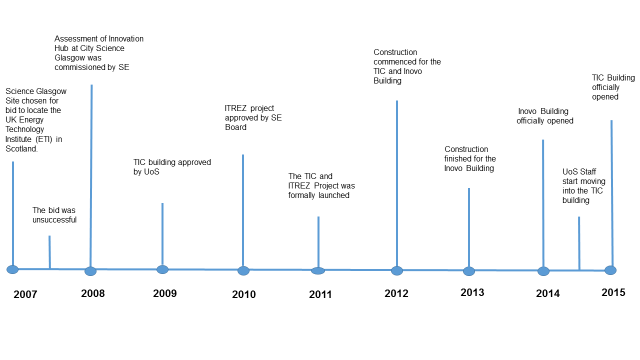 Science Glasgow
Site chosen for
bid to locate the
UK Energy
Technology
Institute (ETI) in
Scotland.
The bid was
unsuccessful
Assessment of Innovation
Hub at City Science
Glasgow was
commissioned by SE
TIC building approved
by UoS
ITREZ project
approved by SE
Board
The TIC and
ITREZ Project was
formally launched
Construction
commenced for the
TIC and Inovo
Building
Construction
finished for the
Inovo Building
Inovo Building
officially opened
UoS Staff
start moving
into the TIC
building
TIC Building
officially
opened
2007 2008 2009 2010 2011 2012 2013 2014 2015